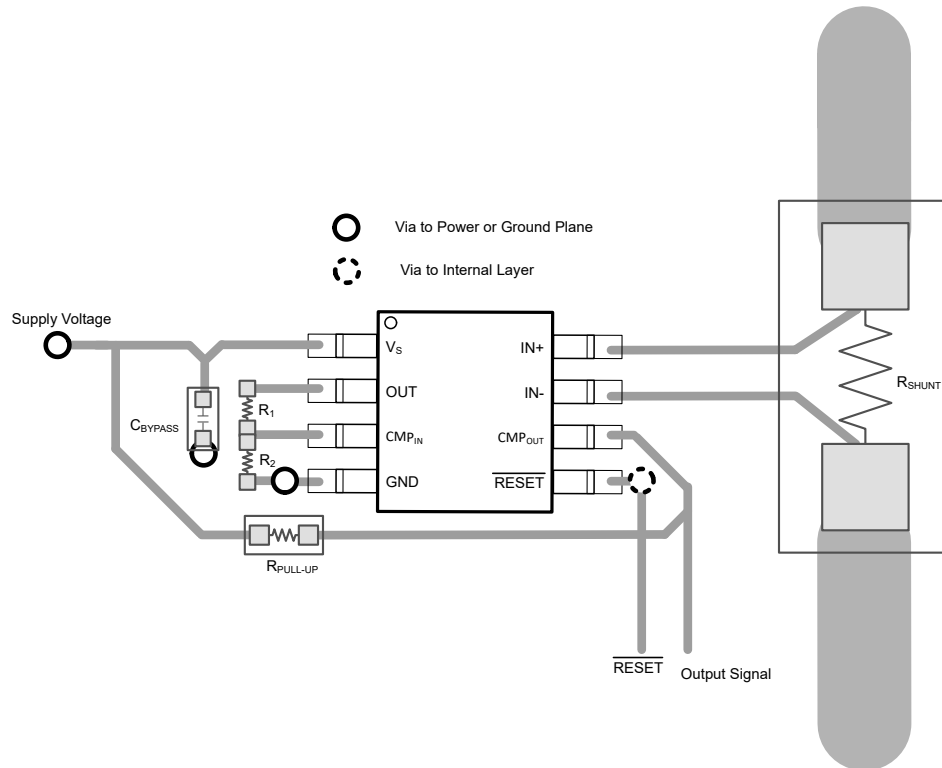 Via to Power or Ground Plane
Via to Internal Layer
Supply Voltage
VS
IN+
OUT
IN-
RSHUNT
R1
CBYPASS
CMPIN
CMPOUT
R2
GND
RESET
RPULL-UP
RESET
Output Signal